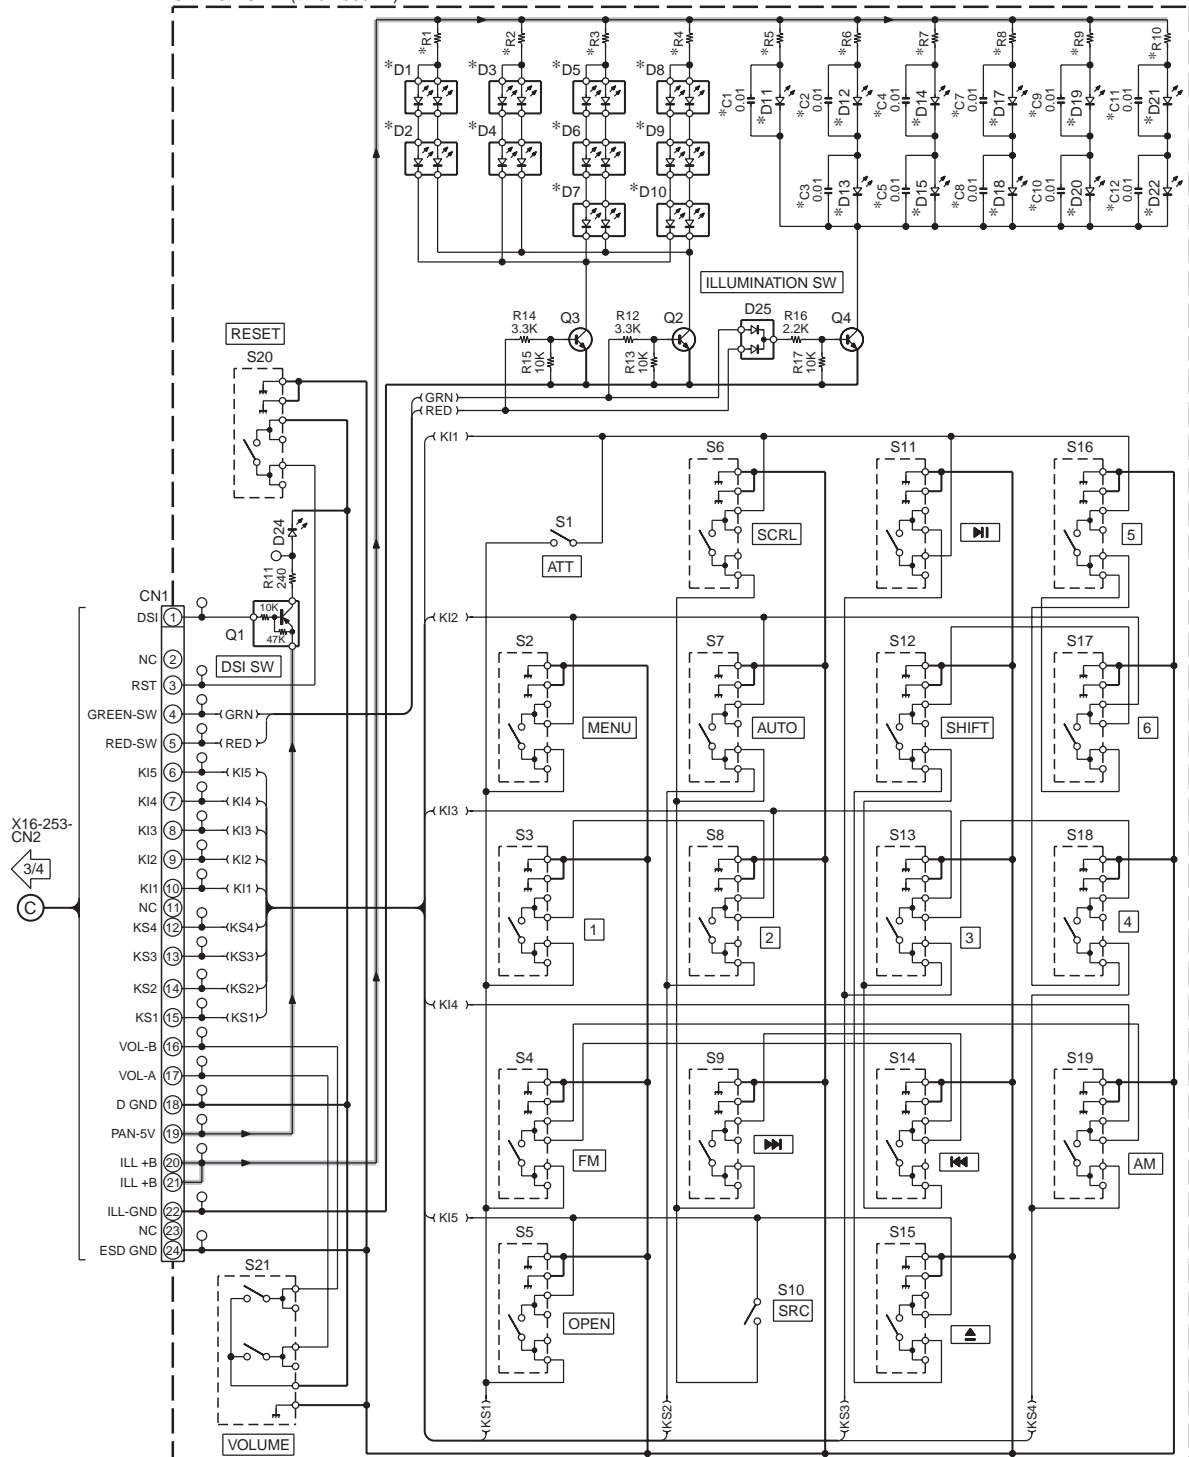 *R1
*R2
*R3
*R4
*R5
*R6
*R7
*R8
*R9
*R10
*D1
*D3
*D5
*D8
*C1
0.01
*D11
*C2
0.01
*D12
*C4
0.01
*D14
*C7
0.01
*D17
*C9
0.01
*D19
*C11
0.01
*D21
*D2
*D4
*D6
*D9
*D7
*D10
*C3
0.01
*D13
*C5
0.01
*D15
*C8
0.01
*D18
*C10
0.01
*D20
*C12
0.01
*D22
ILLUMINATION SW
R14
3.3K
Q3
R15
10K
R12
3.3K
Q2
R13
10K
D25
R16
2.2K
Q4
R17
10K
RESET
S20
GRN
RED
KI1
S6
SCRL
S11
S16
5
S1
ATT
D24
R11
240
CN1
10K
47K
Q1
DSI SW
KI2
S2
MENU
S7
AUTO
S12
SHIFT
S17
6
DSI 1
NC 2
RST 3
GREEN-SW 4 GRN
RED-SW 5 RED
KI5 6 KI5
KI4 7 KI4
KI3 8 KI3
KI2 9 KI2
KI1 10 KI1
NC 11
KS4 12 KS4
KS3 13 KS3
KS2 14 KS2
KS1 15 KS1
VOL-B 16
VOL-A 17
D GND 18
PAN-5V 19
ILL +B 20
ILL +B 21
ILL-GND 22
NC 23
ESD GND 24
X16-253-
CN2
3/4
C
KI3
S3
1
S8
2
S13
3
S18
4
KI4
S4
FM
S9
S14
S19
AM
KI5
S5
OPEN
S10
SRC
S15
S21
VOLUME
KS1
KS2
KS3
KS4